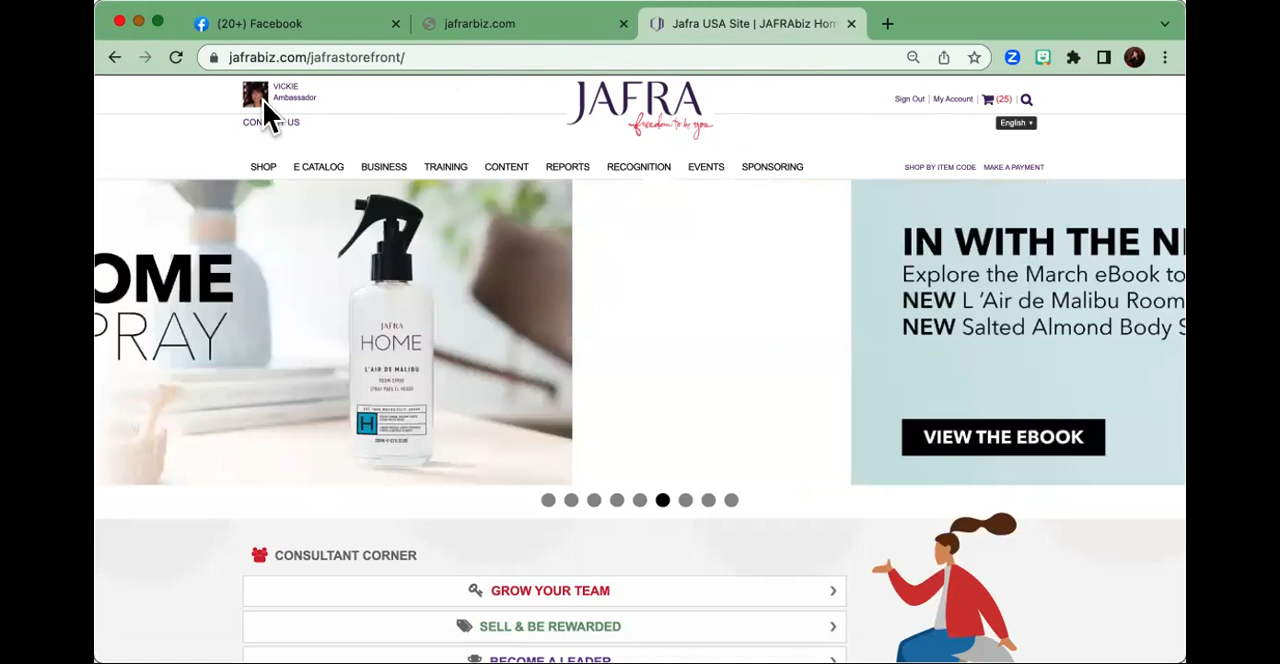 (20+) Facebook
jafrarbiz.com
Jafra USA Site | JAFRAbiz Hom
jafrabiz.com/jafrastorefront/
VICKIE
Ambassador
CON US
JAFRA
freedom to be you
Sign Out | My Account | (25) |
English
SHOP E CATALOG BUSINESS TRAINING CONTENT REPORTS RECOGNITION EVENTS SPONSORING
SHOP BY ITEM CODE MAKE A PAYMENT
OME
PRAY
JAFRA
HOME
L'AIR DE MALIBU
ROOM SPRAY
H
IN WITH THE N
Explore the March eBook to
NEW L 'Air de Malibu Room
NEW Salted Almond Body S
VIEW THE EBOOK
CONSULTANT CORNER
GROW YOUR TEAM
SELL & BE REWARDED
BECOME A LEADER